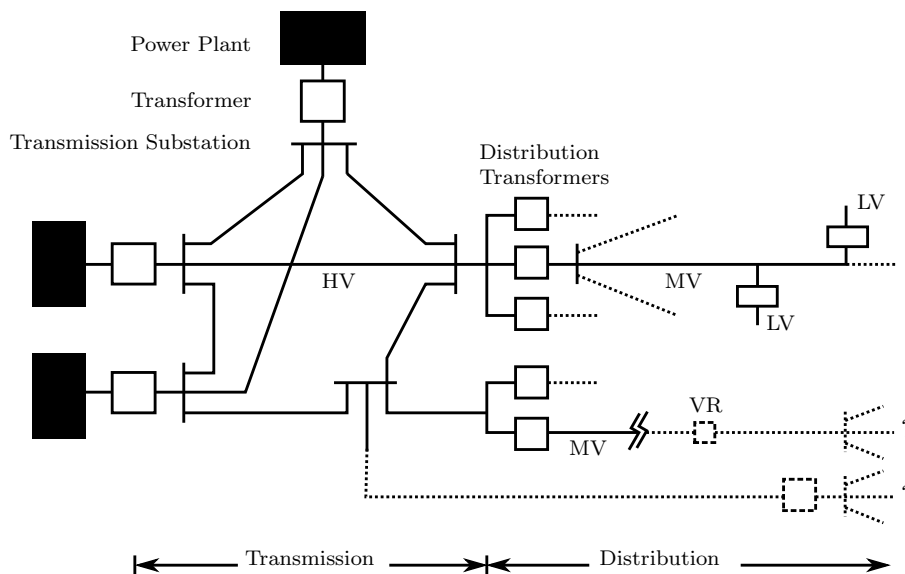 Power Plant
Transformer
Transmission Substation
Distribution
Transformers
LV
HV
MV
LV
VR
MV
Transmission
Distribution